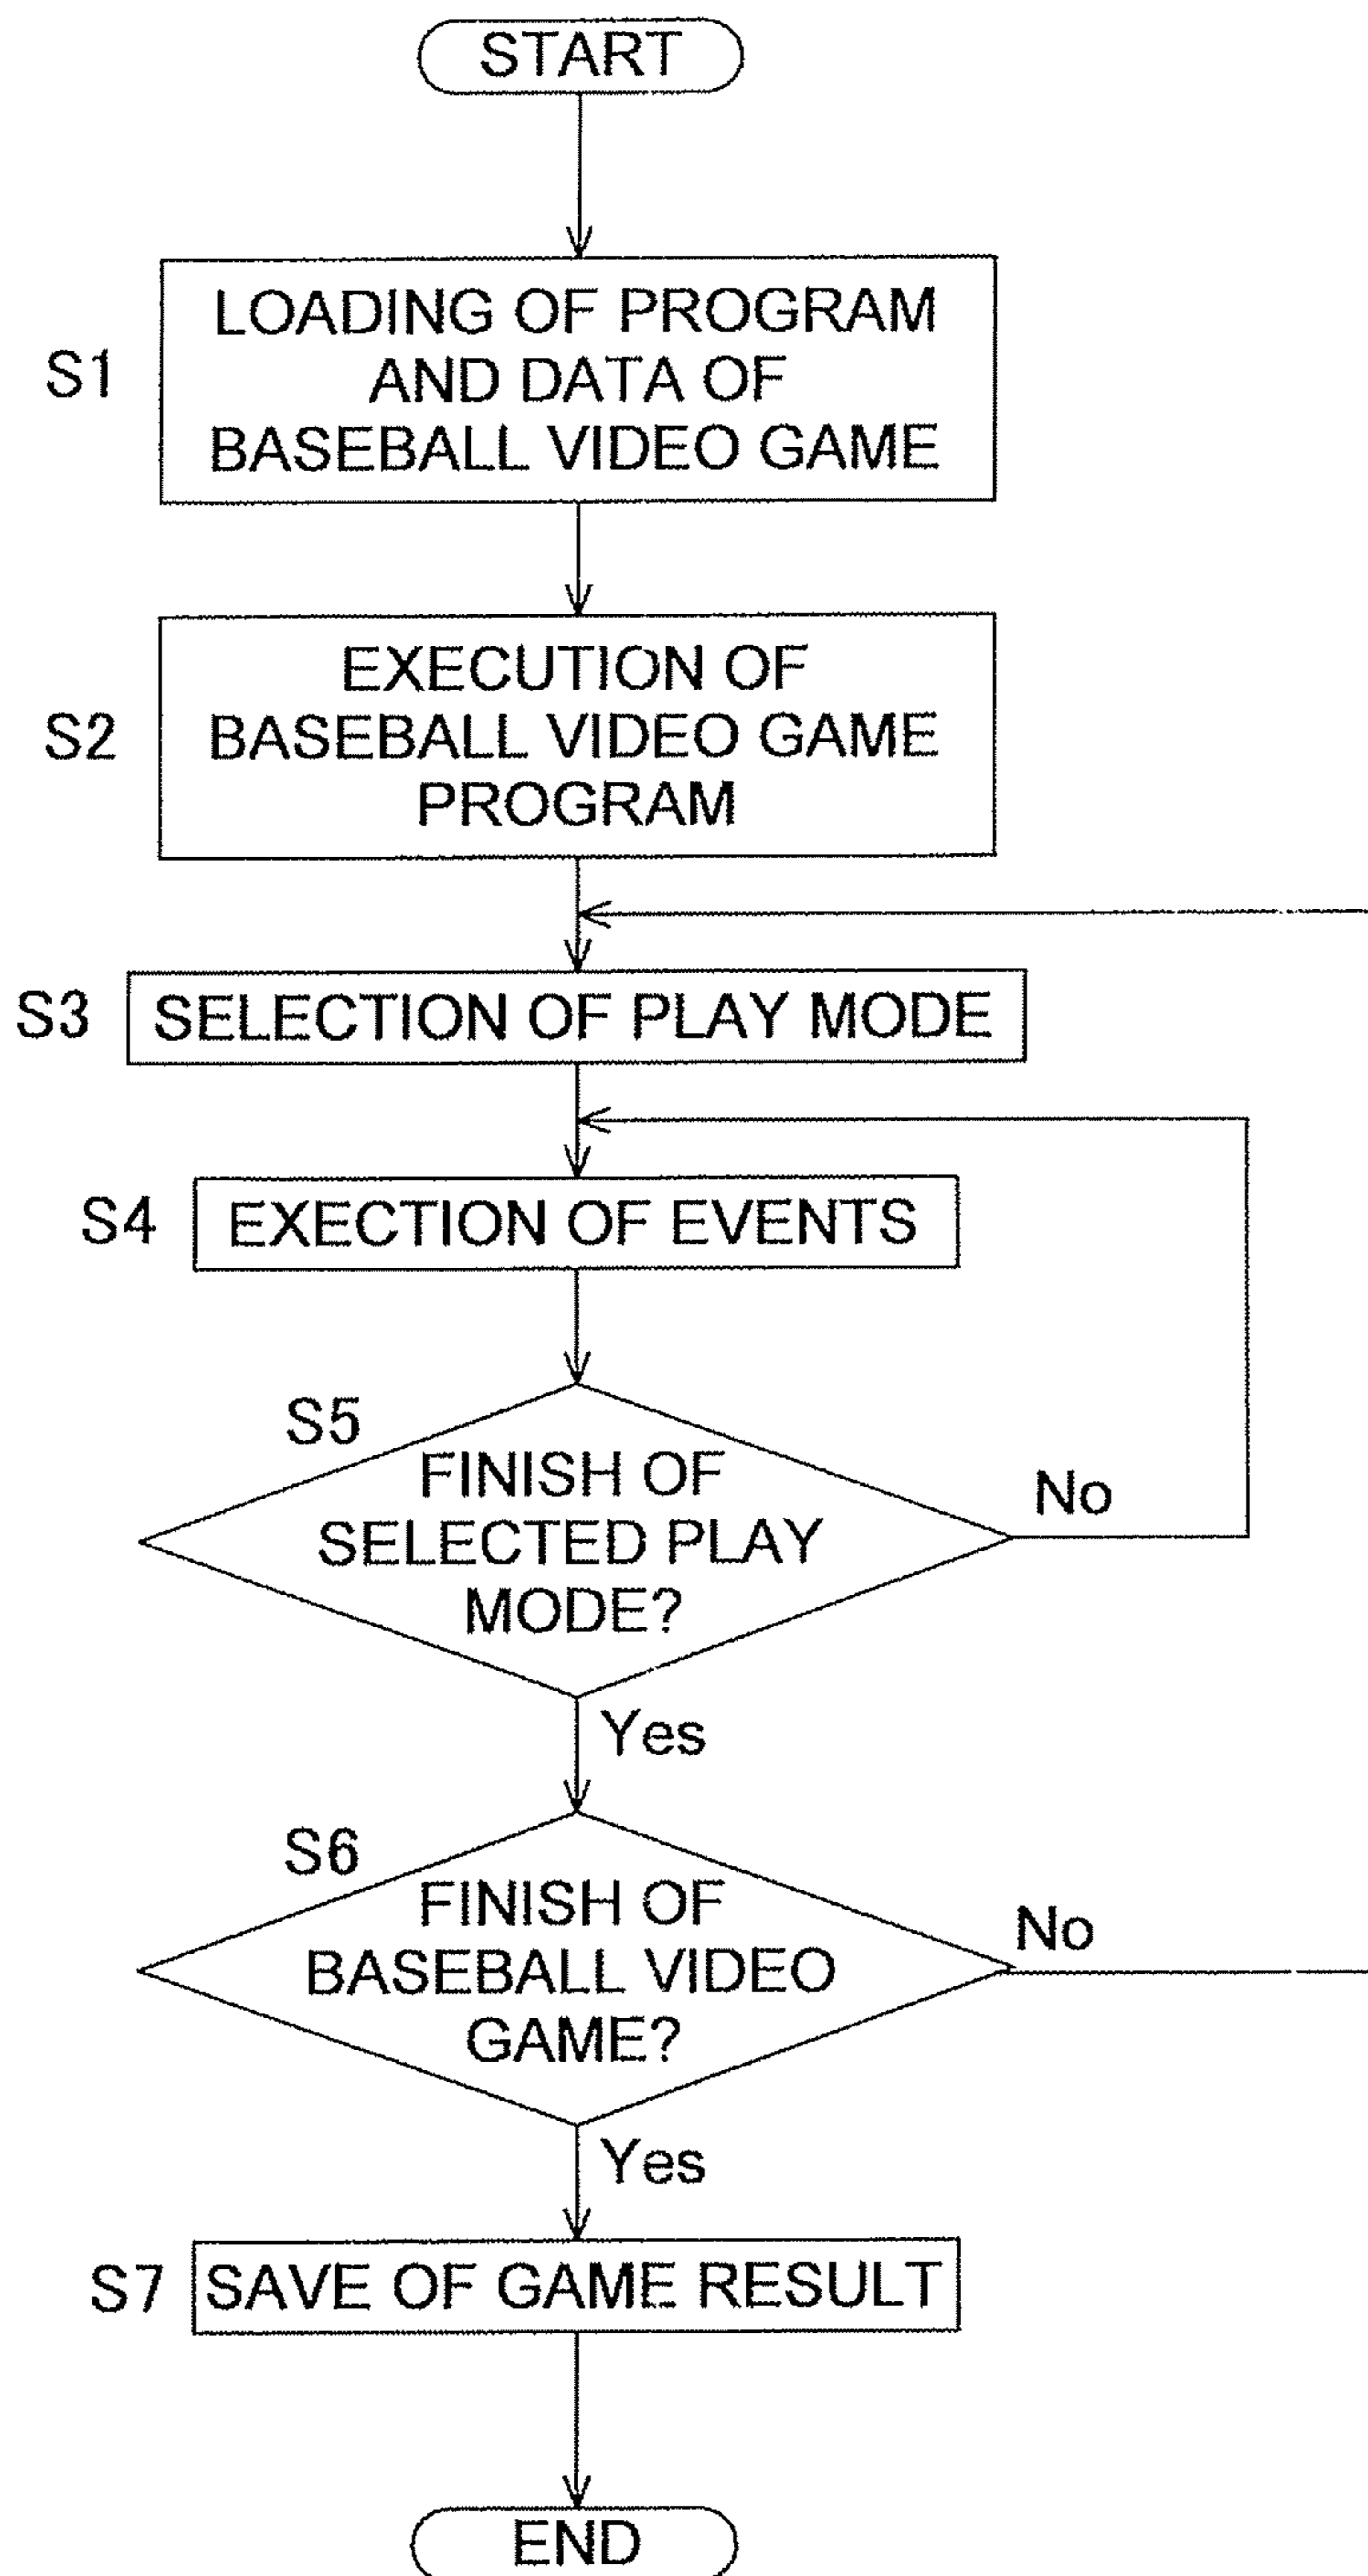 START
S1
LOADING OF PROGRAM
AND DATA OF
BASEBALL VIDEO GAME
S2
EXECUTION OF
BASEBALL VIDEO GAME
PROGRAM
S3
SELECTION OF PLAY MODE
S4
EXECTION OF EVENTS
S5
FINISH OF
SELECTED PLAY
MODE?
No
Yes
S6
FINISH OF
BASEBALL VIDEO
GAME?
No
Yes
S7
SAVE OF GAME RESULT
END